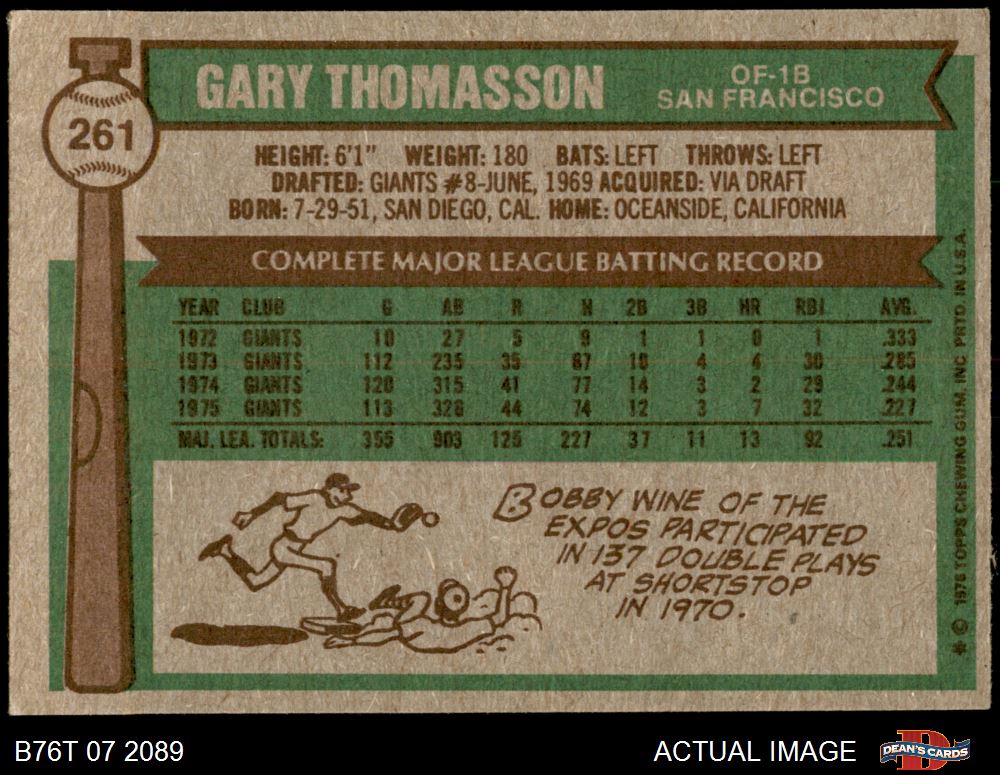 261
GARY THOMASSON
OF-1B
SAN FRANCISCO
HEIGHT: 6'1" WEIGHT: 180 BATS: LEFT THROWS: LEFT
DRAFTED: GIANTS #8-JUNE, 1969 ACQUIRED: VIA DRAFT
BORN: 7-29-51, SAN DIEGO, CAL. HOME: OCEANSIDE, CALIFORNIA
COMPLETE MAJOR LEAGUE BATTING RECORD
YEAR CLUB G AB R H 2B 3B HR RBI AVG.
1972 GIANTS 10 27 5 9 1 1 0 1 .333
1973 GIANTS 112 235 35 67 10 4 4 30 .285
1974 GIANTS 120 315 41 77 14 3 2 29 .244
1975 GIANTS 113 326 44 74 12 3 7 32 .227
MAJ. LEA. TOTALS: 355 903 125 227 37 11 13 92 .251
BOBBY WINE OF THE
EXPOS PARTICIPATED
IN 137 DOUBLE PLAYS
AT SHORTSTOP
IN 1970.
* © 1976 TOPPS CHEWING GUM, INC. PRTD. IN U.S.A.
B76T 07 2089
ACTUAL IMAGE
DEAN'S CARDS